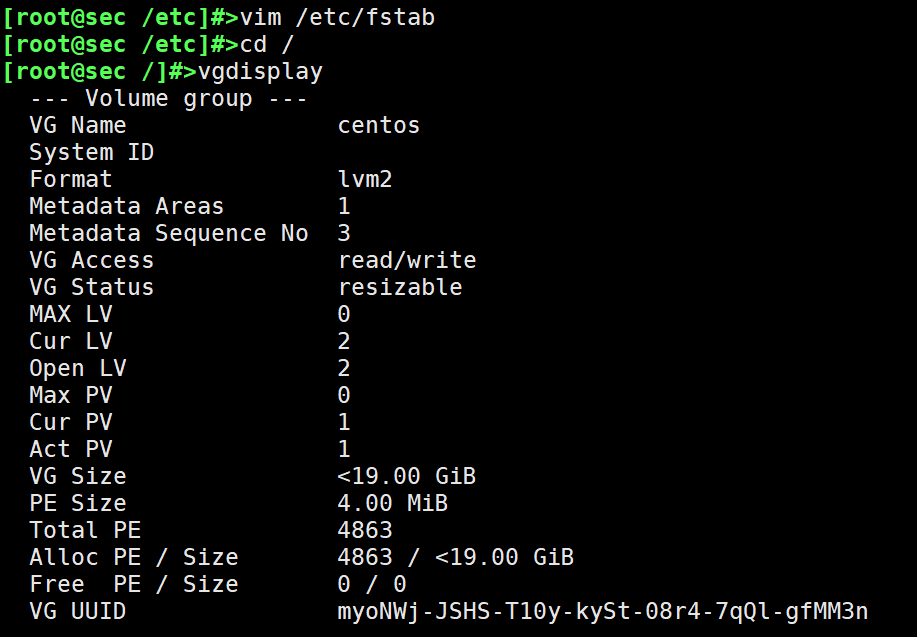 [root@sec /etc]#>vim /etc/fstab
[root@sec /etc]#>cd /
[root@sec /]#>vgdisplay
  --- Volume group ---
  VG Name               centos
  System ID
  Format                lvm2
  Metadata Areas        1
  Metadata Sequence No  3
  VG Access             read/write
  VG Status             resizable
  MAX LV                0
  Cur LV                2
  Open LV               2
  Max PV                0
  Cur PV                1
  Act PV                1
  VG Size               <19.00 GiB
  PE Size               4.00 MiB
  Total PE              4863
  Alloc PE / Size       4863 / <19.00 GiB
  Free  PE / Size       0 / 0
  VG UUID               myoNWj-JSHS-T10y-kySt-08r4-7qQl-gfMM3n